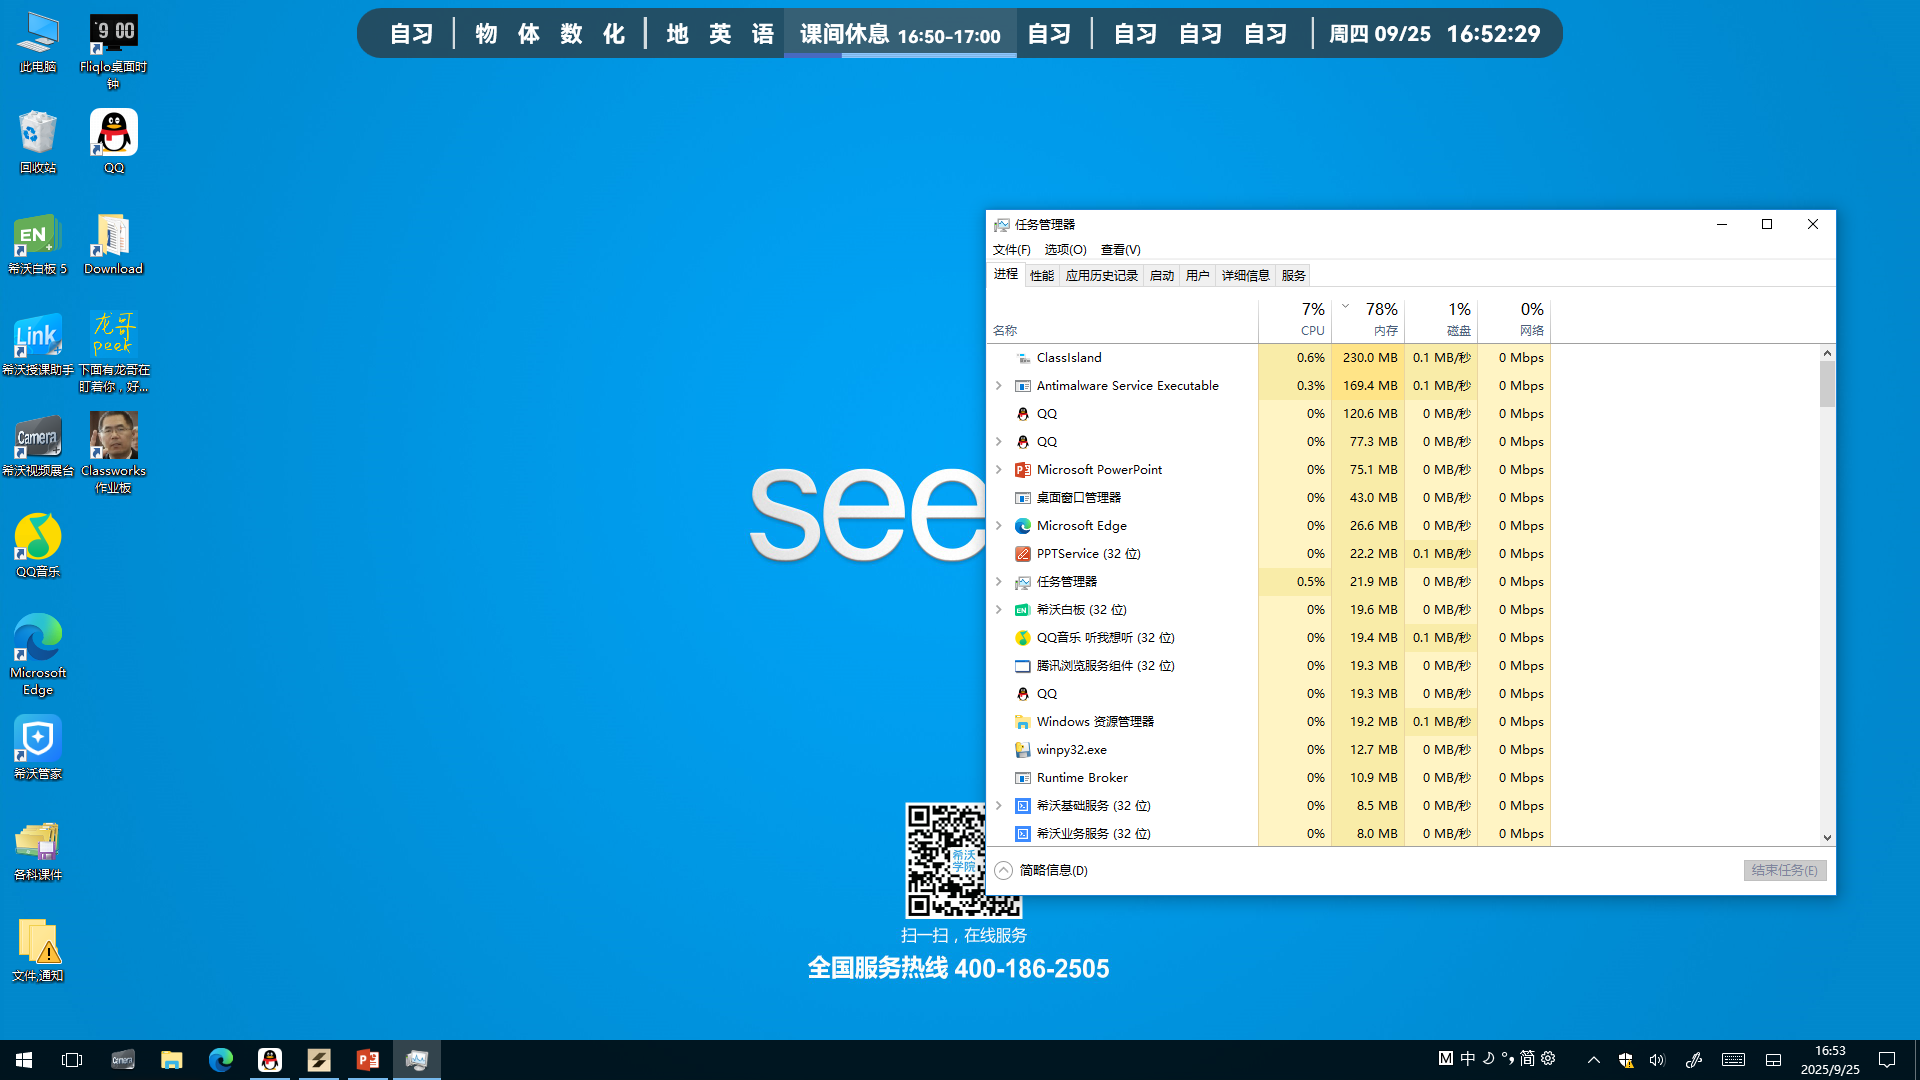 自习 | 物 体 数 化 | 地 英 语 课间休息 16:50-17:00 自习 | 自习 自习 自习 | 周四 09/25 16:52:29
此电脑
Fliqlo桌面时钟
9 00
回收站
QQ
EN
希沃白板 5
Download
Link
希沃授课助手
龙哥
peek
下面有龙哥在
盯着你，好...
Camera
希沃视频展台
Classworks
作业板
QQ音乐
Microsoft
Edge
希沃管家
各科课件
文件,通知
see
希沃
学院
扫一扫，在线服务
全国服务热线 400-186-2505
任务管理器
文件(F) 选项(O) 查看(V)
进程 性能 应用历史记录 启动 用户 详细信息 服务
7% 78% 1% 0%
名称 CPU 内存 磁盘 网络
ClassIsland 0.6% 230.0 MB 0.1 MB/秒 0 Mbps
Antimalware Service Executable 0.3% 169.4 MB 0.1 MB/秒 0 Mbps
QQ 0% 120.6 MB 0 MB/秒 0 Mbps
QQ 0% 77.3 MB 0 MB/秒 0 Mbps
Microsoft PowerPoint 0% 75.1 MB 0 MB/秒 0 Mbps
桌面窗口管理器 0% 43.0 MB 0 MB/秒 0 Mbps
Microsoft Edge 0% 26.6 MB 0 MB/秒 0 Mbps
PPTService (32 位) 0% 22.2 MB 0.1 MB/秒 0 Mbps
任务管理器 0.5% 21.9 MB 0 MB/秒 0 Mbps
希沃白板 (32 位) 0% 19.6 MB 0 MB/秒 0 Mbps
QQ音乐 听我想听 (32 位) 0% 19.4 MB 0.1 MB/秒 0 Mbps
腾讯浏览服务组件 (32 位) 0% 19.3 MB 0 MB/秒 0 Mbps
QQ 0% 19.3 MB 0 MB/秒 0 Mbps
Windows 资源管理器 0% 19.2 MB 0.1 MB/秒 0 Mbps
winpy32.exe 0% 12.7 MB 0 MB/秒 0 Mbps
Runtime Broker 0% 10.9 MB 0 MB/秒 0 Mbps
希沃基础服务 (32 位) 0% 8.5 MB 0 MB/秒 0 Mbps
希沃业务服务 (32 位) 0% 8.0 MB 0 MB/秒 0 Mbps
简略信息(D)
结束任务(E)
M 中 简
16:53
2025/9/25